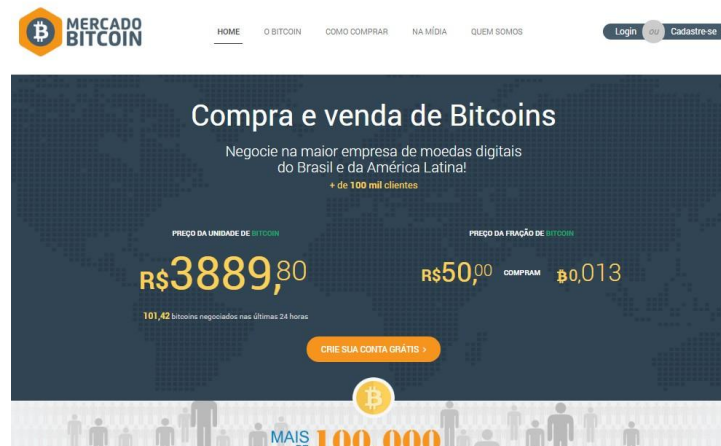 MERCADO
BITCOIN
HOME O BITCOIN COMO COMPRAR NA MÍDIA QUEM SOMOS Login ou Cadastre-se
Compra e venda de Bitcoins
Negocie na maior empresa de moedas digitais
do Brasil e da América Latina!
+ de 100 mil clientes
PREÇO DA UNIDADE DE BITCOIN
R$3889,80
101,42 bitcoins negociados nas últimas 24 horas
PREÇO DA FRAÇÃO DE BITCOIN
R$50,00 COMPRAM ฿0,013
CRIE SUA CONTA GRÁTIS >
MAIS 100.000